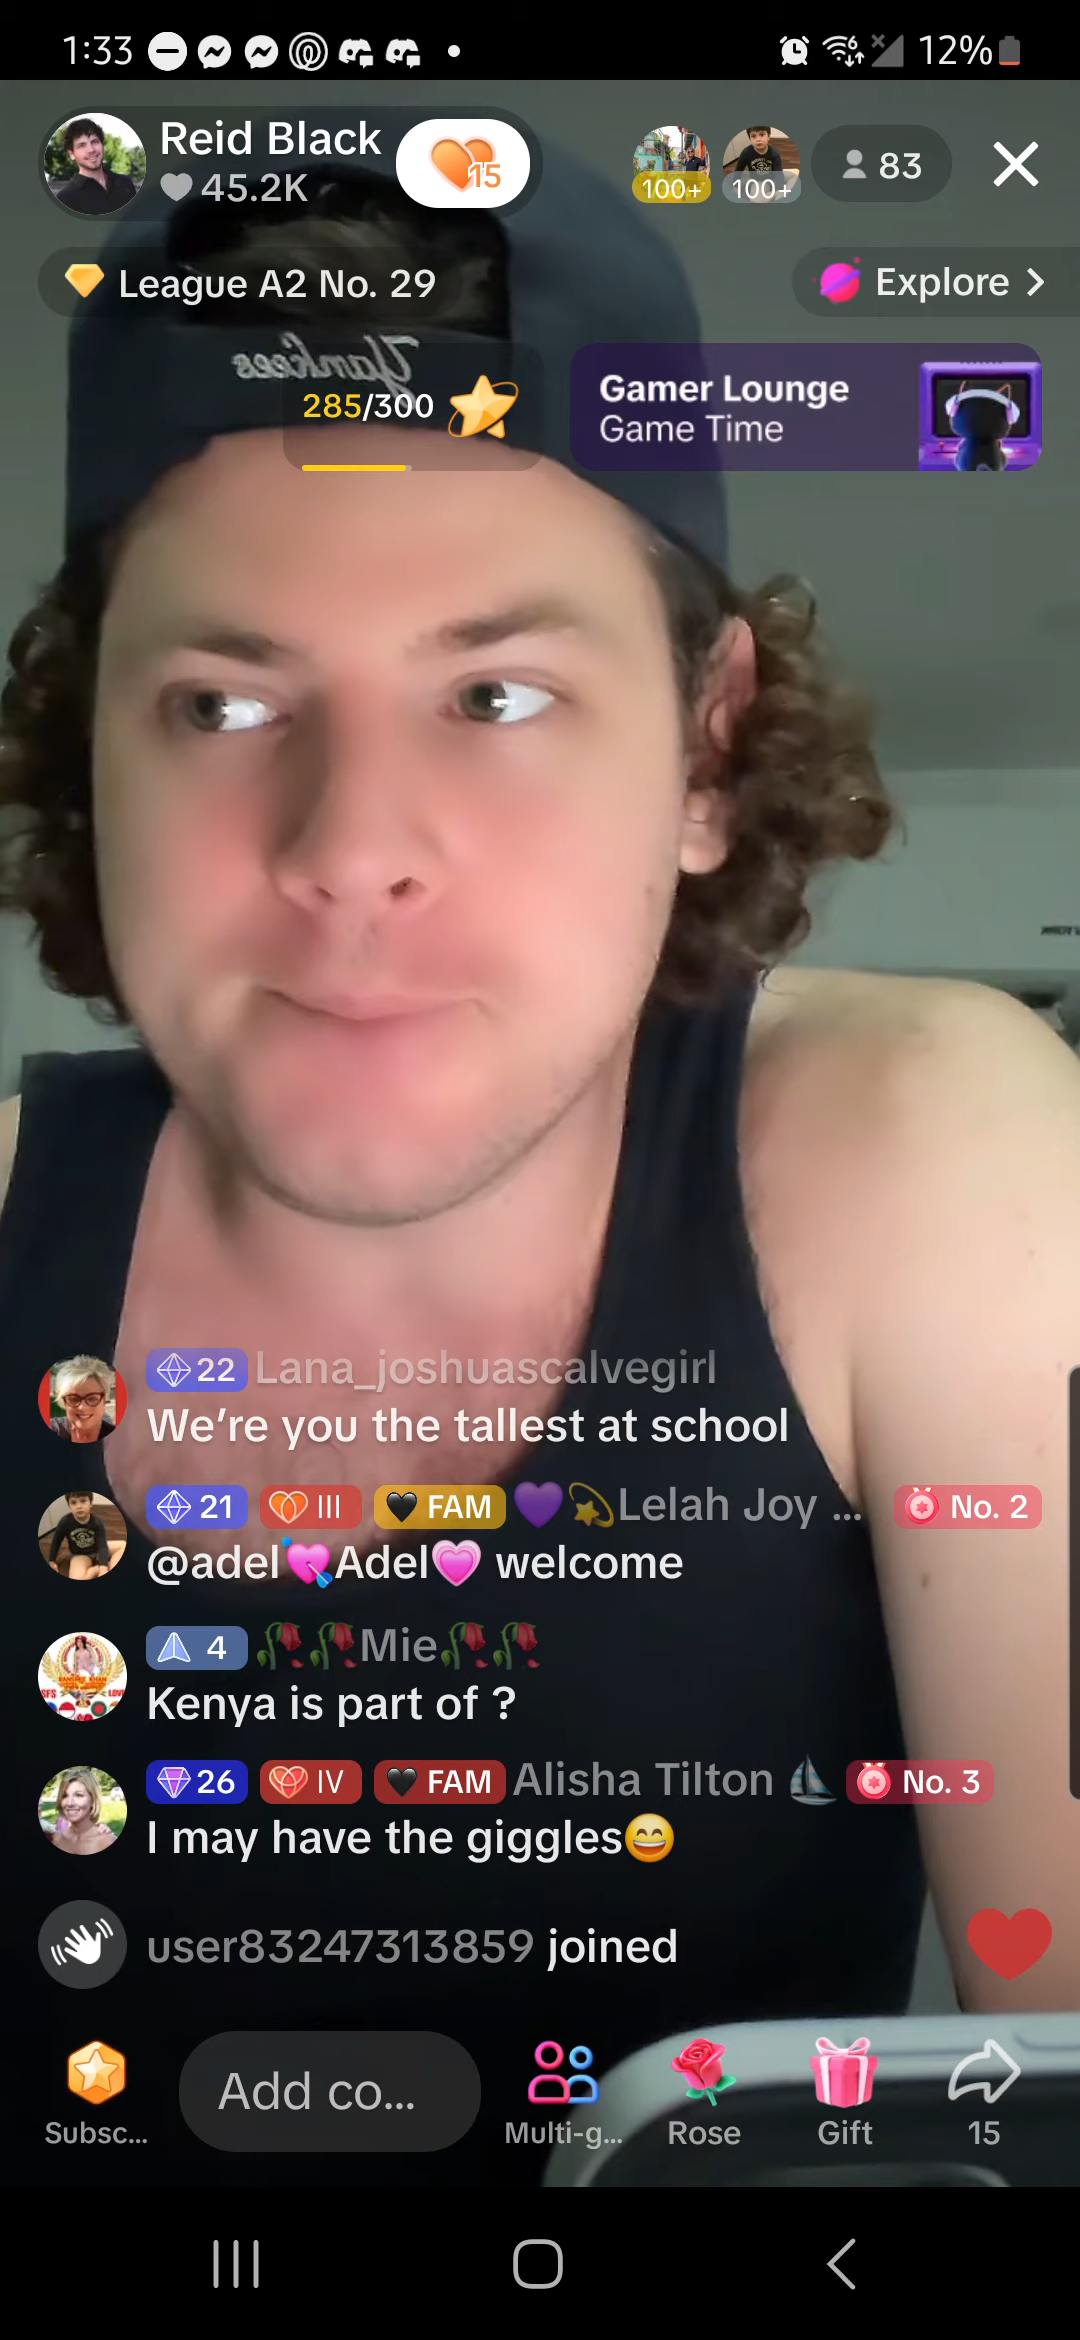 1:33
12%
Reid Black
45.2K
15
100+
100+
83
League A2 No. 29
Explore
Yankees
285/300
Gamer Lounge
Game Time
22 Lana_joshuascalvegirl
We’re you the tallest at school
21 III 🖤 FAM 💜💫Lelah Joy ... No. 2
@adel💘Adel💗 welcome
4 🥀🥀Mie🥀🥀
Kenya is part of ?
26 IV 🖤 FAM Alisha Tilton ⛵ No. 3
I may have the giggles😄
user83247313859 joined
Subsc...
Add co...
Multi-g...
Rose
Gift
15